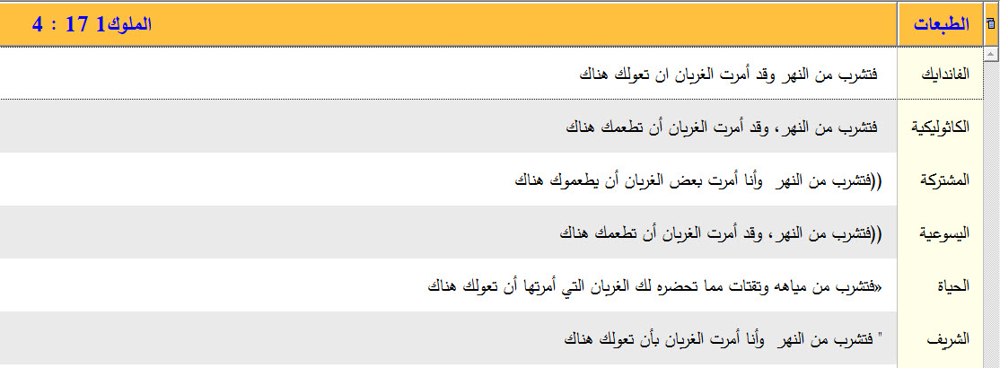 الطبعات الملوك1 17 : 4
الفاندايك فتشرب من النهر وقد أمرت الغربان ان تعولك هناك
الكاثوليكية فتشرب من النهر، وقد أمرت الغربان أن تطعمك هناك
المشتركة ((فتشرب من النهر وأنا أمرت بعض الغربان أن يطعموك هناك
اليسوعية ((فتشرب من النهر، وقد أمرت الغربان أن تطعمك هناك
الحياة «فتشرب من مياهه وتقتات مما تحضره لك الغربان التي أمرتها أن تعولك هناك
الشريف " فتشرب من النهر وأنا أمرت الغربان بأن تعولك هناك